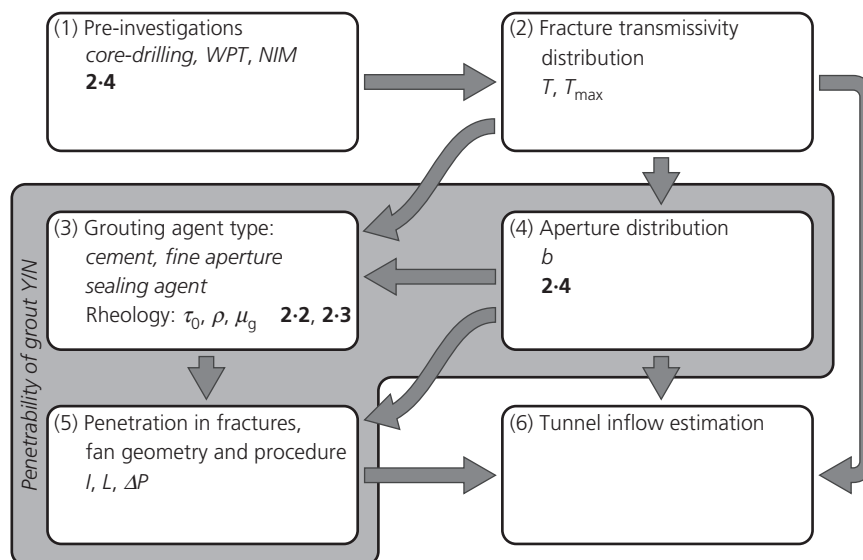 (1) Pre-investigations
core-drilling, WPT, NIM
2·4
(2) Fracture transmissivity
distribution
T, Tmax
Penetrability of grout Y/N
(3) Grouting agent type:
cement, fine aperture
sealing agent
Rheology: τ0, ρ, μg 2·2, 2·3
(4) Aperture distribution
b
2·4
(5) Penetration in fractures,
fan geometry and procedure
I, L, ΔP
(6) Tunnel inflow estimation